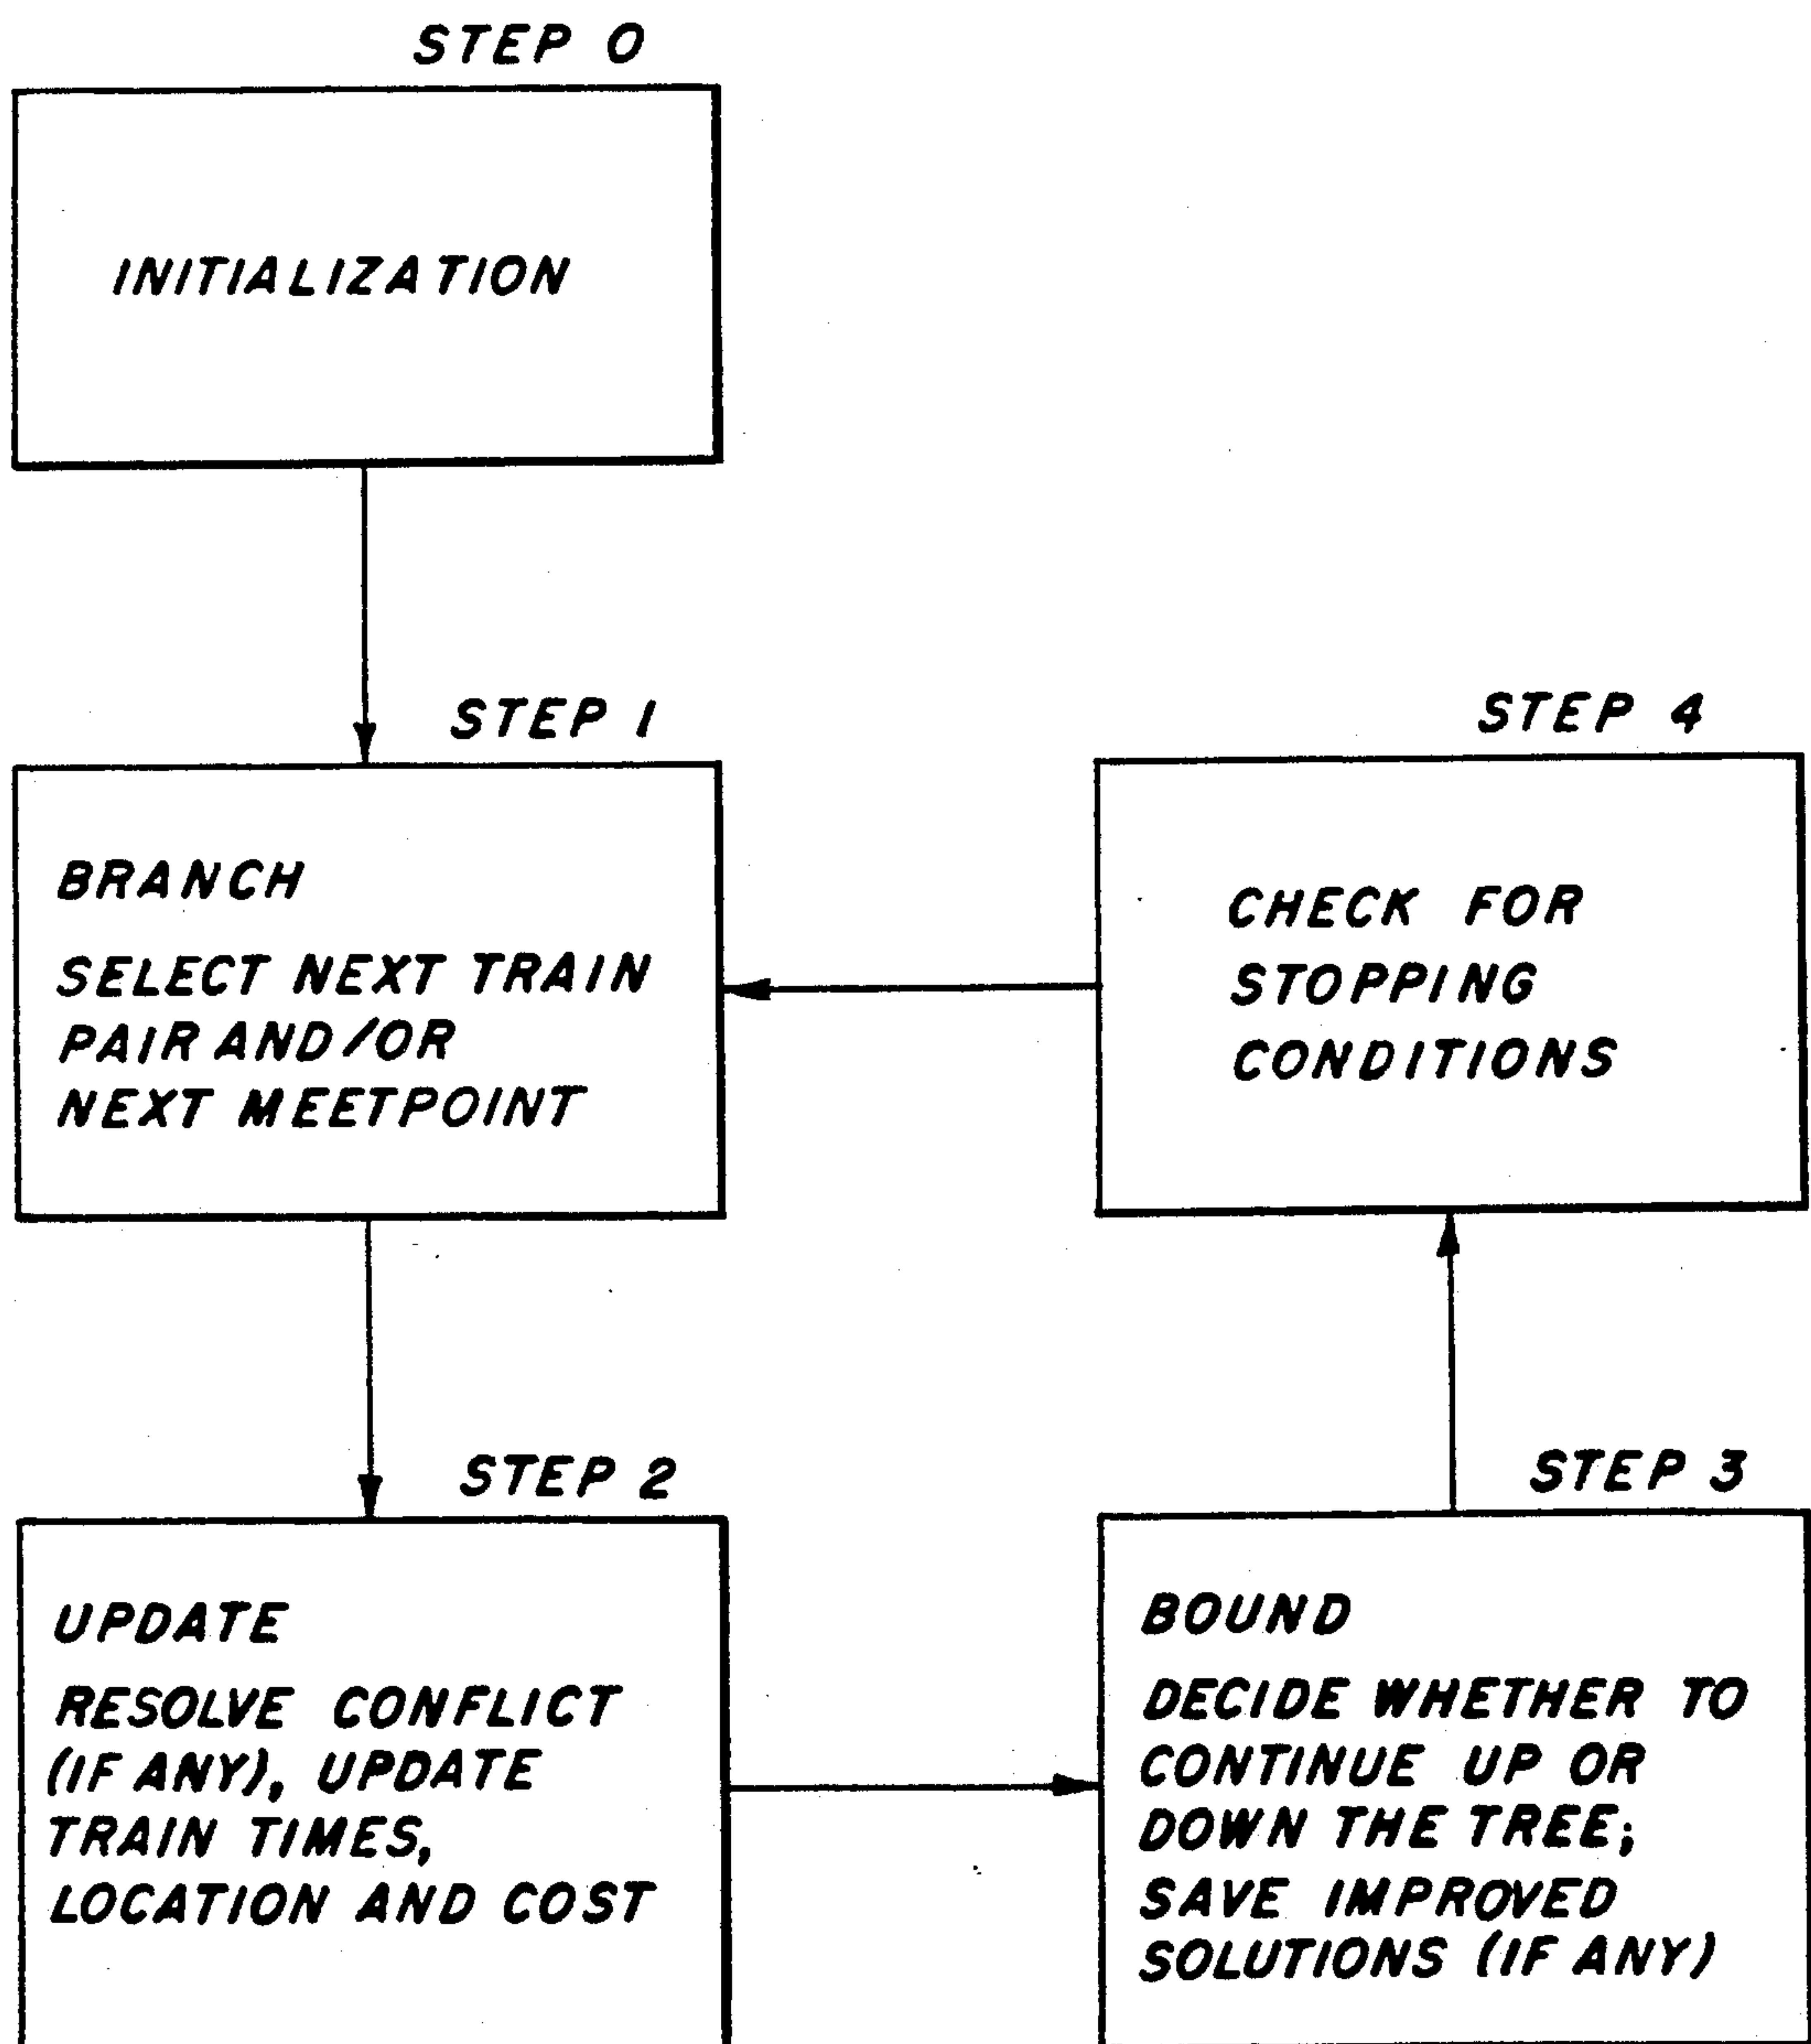 STEP 0
INITIALIZATION
STEP 1
BRANCH
SELECT NEXT TRAIN
PAIR AND/OR
NEXT MEETPOINT
STEP 2
UPDATE
RESOLVE CONFLICT
(IF ANY), UPDATE
TRAIN TIMES,
LOCATION AND COST
STEP 3
BOUND
DECIDE WHETHER TO
CONTINUE UP OR
DOWN THE TREE;
SAVE IMPROVED
SOLUTIONS (IF ANY)
STEP 4
CHECK FOR
STOPPING
CONDITIONS